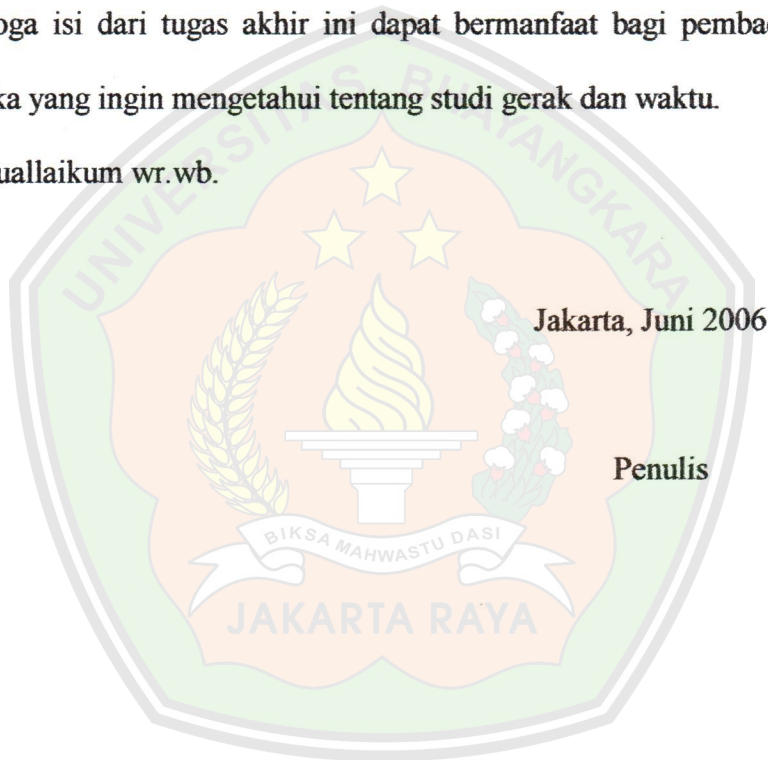 oga isi dari tugas akhir ini dapat bermanfaat bagi pemba
ka yang ingin mengetahui tentang studi gerak dan waktu.
uallaikum wr.wb.
UNIVERSITAS BHAYANGKARA
Jakarta, Juni 2006
Penulis
BIKSA MAHWASTU DASI
JAKARTA RAYA